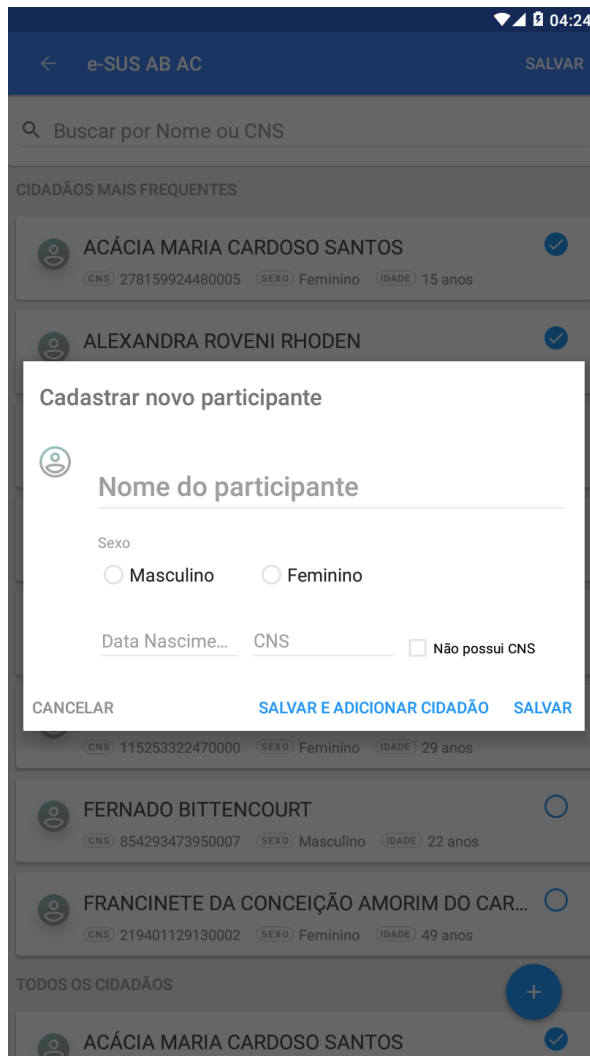 04:24
e-SUS AB AC SALVAR
Buscar por Nome ou CNS
CIDADÃOS MAIS FREQUENTES
ACÁCIA MARIA CARDOSO SANTOS
CNS 278159924480005 SEXO Feminino IDADE 15 anos
ALEXANDRA ROVENI RHODEN
Cadastrar novo participante
Nome do participante
Sexo
Masculino Feminino
Data Nascime... CNS Não possui CNS
CANCELAR SALVAR E ADICIONAR CIDADÃO SALVAR
CNS 115253322470000 SEXO Feminino IDADE 29 anos
FERNADO BITTENCOURT
CNS 854293473950007 SEXO Masculino IDADE 22 anos
FRANCINETE DA CONCEIÇÃO AMORIM DO CAR...
CNS 219401129130002 SEXO Feminino IDADE 49 anos
TODOS OS CIDADÃOS
ACÁCIA MARIA CARDOSO SANTOS